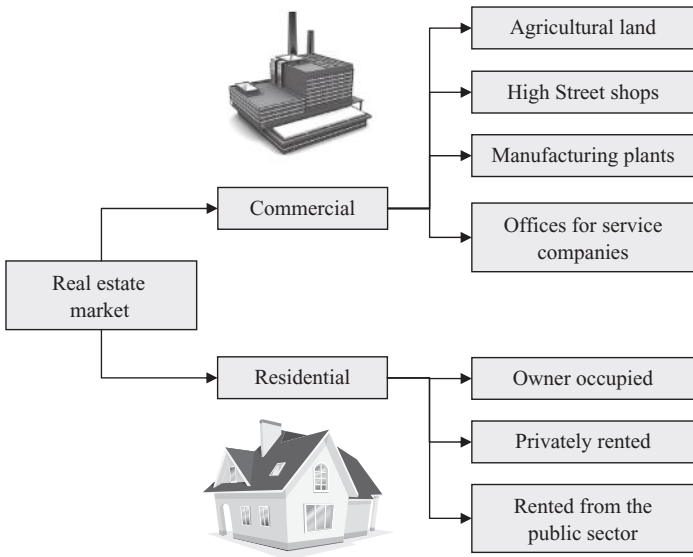 Agricultural land
High Street shops
Manufacturing plants
Commercial
Offices for service
companies
Real estate
market
Residential
Owner occupied
Privately rented
Rented from the
public sector